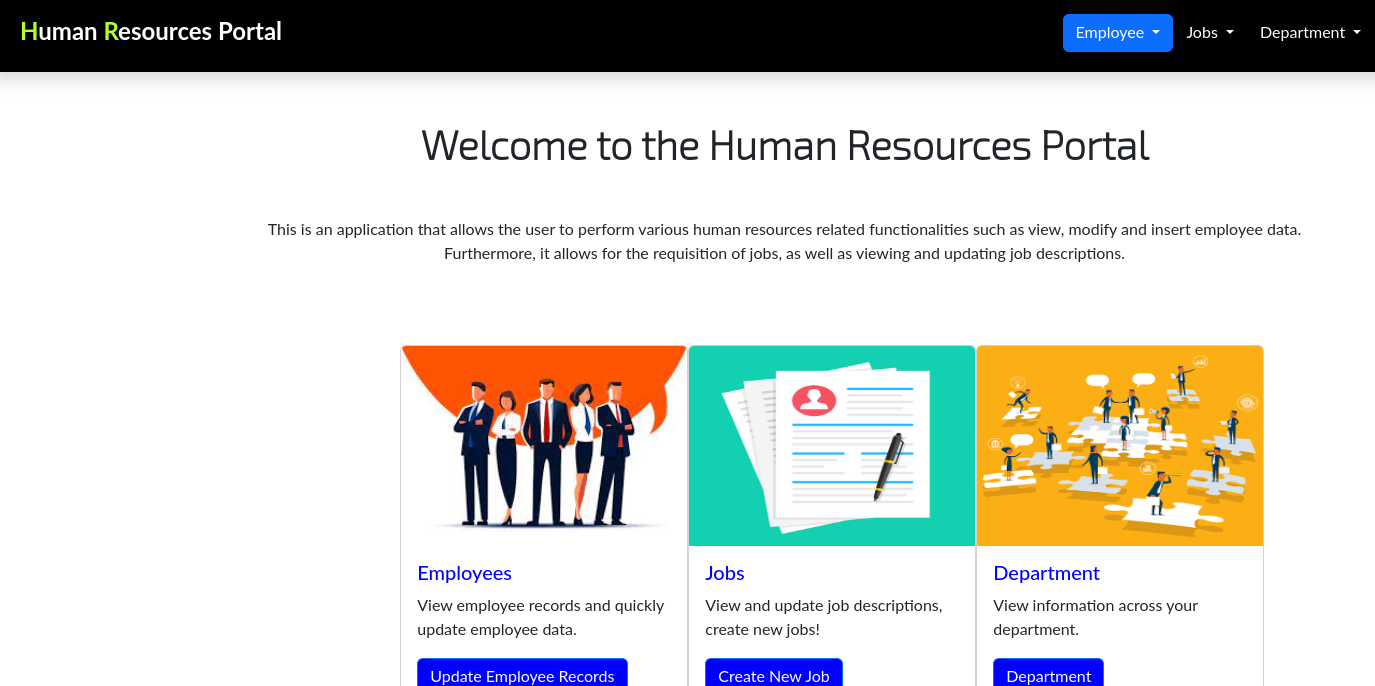 Human Resources Portal
Employee
Jobs
Department
Welcome to the Human Resources Portal
This is an application that allows the user to perform various human resources related functionalities such as view, modify and insert employee data.
Furthermore, it allows for the requisition of jobs, as well as viewing and updating job descriptions.
Employees
View employee records and quickly
update employee data.
Update Employee Records
Jobs
View and update job descriptions,
create new jobs!
Create New Job
Department
View information across your
department.
Department